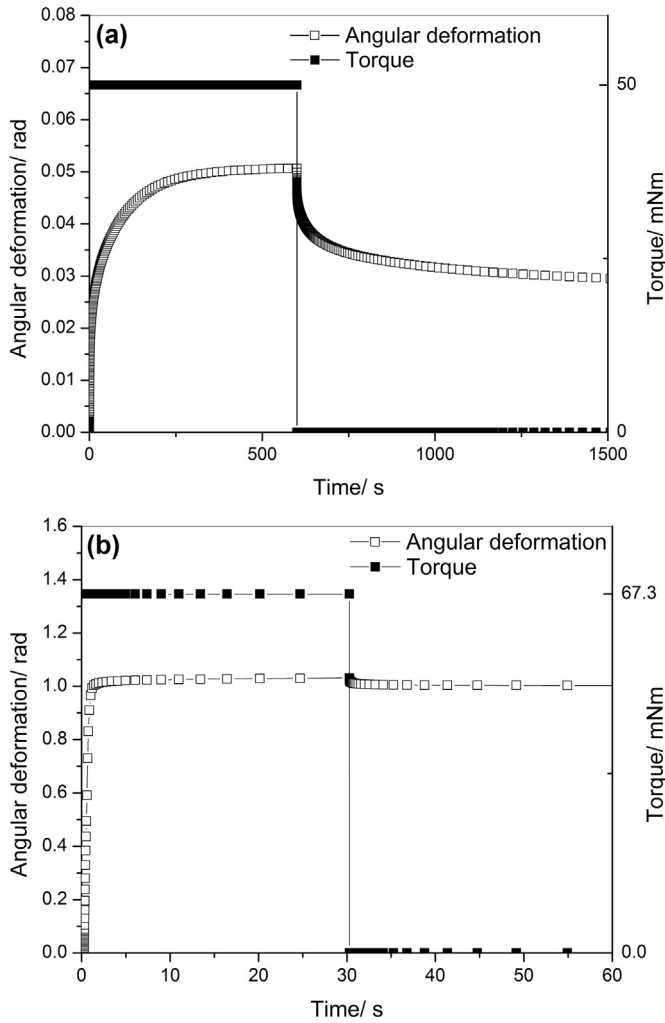 (a)
Angular deformation
Torque
0.08
0.07
0.06
0.05
0.04
0.03
0.02
0.01
0.00
Angular deformation/ rad
50
0
Torque/ mNm
0
500
1000
1500
Time/ s
(b)
Angular deformation
Torque
1.6
1.4
1.2
1.0
0.8
0.6
0.4
0.2
0.0
Angular deformation/ rad
67.3
0.0
Torque/ mNm
0
10
20
30
40
50
60
Time/ s